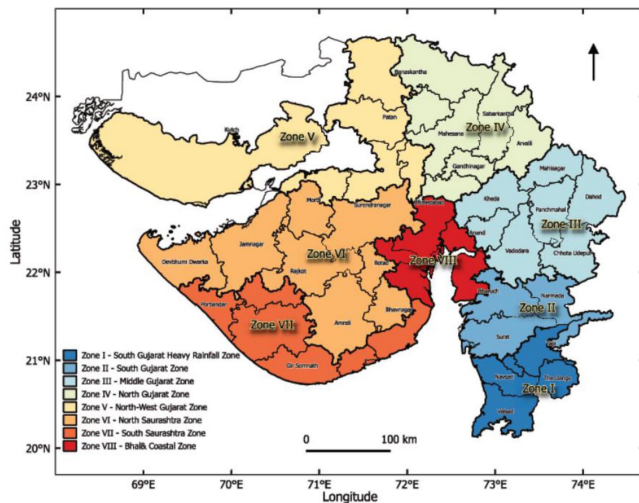 24°N
23°N
22°N
21°N
20°N
Latitude
69°E 70°E 71°E 72°E 73°E 74°E
Longitude
Banaskantha
Patan
Sabarkantha
Mahesana
Zone IV
Aravalli
Gandhinagar
Kutch
Zone V
Mahisagar
Kheda
Panchmahal
Dahod
Zone III
Anand
Vadodara
Chhota Udepur
Morbi
Surendranagar
Ahmedabad
Jamnagar
Devbhumi Dwarka
Zone VI
Rajkot
Botad
Zone VIII
Bharuch
Narmada
Zone II
Surat
Porbandar
Zone VII
Amreli
Bhavnagar
Gir Somnath
Navsari
The Dangs
Zone I
Valsad
Zone I - South Gujarat Heavy Rainfall Zone
Zone II - South Gujarat Zone
Zone III - Middle Gujarat Zone
Zone IV - North Gujarat Zone
Zone V - North-West Gujarat Zone
Zone VI - North Saurashtra Zone
Zone VII - South Saurashtra Zone
Zone VIII - Bhal& Coastal Zone
0 100 km